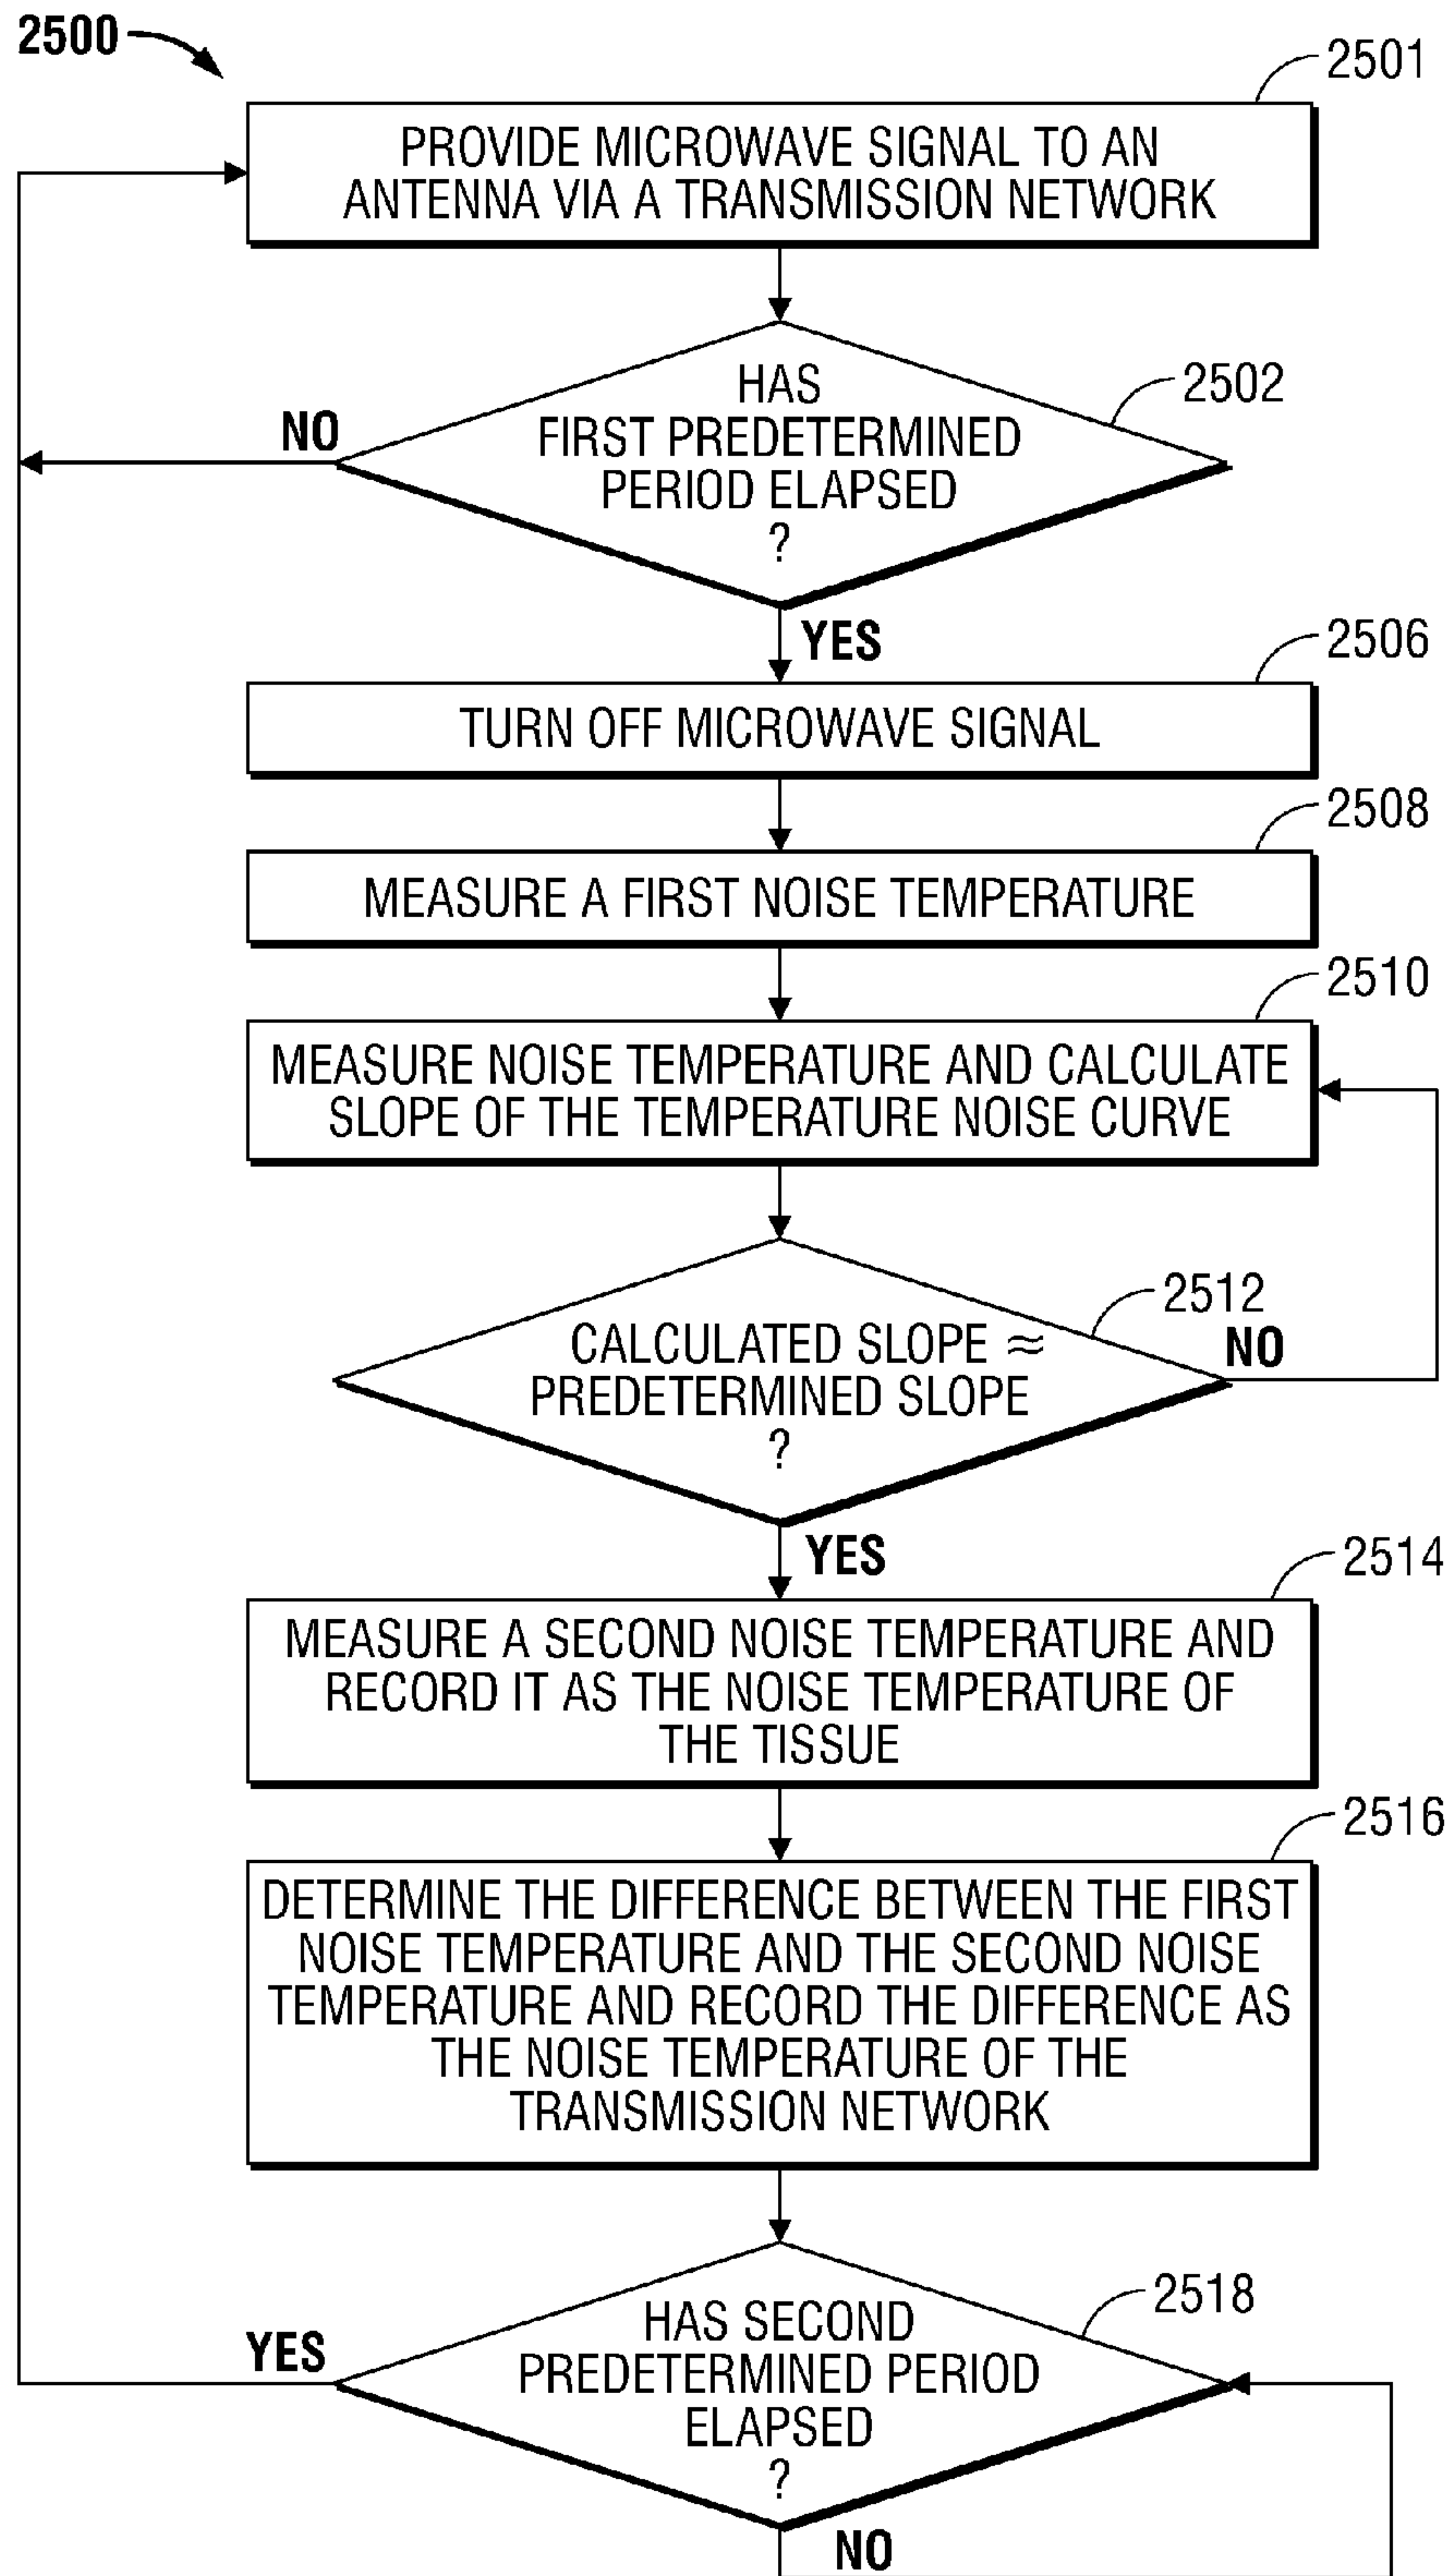 2500
2501
PROVIDE MICROWAVE SIGNAL TO AN
ANTENNA VIA A TRANSMISSION NETWORK
2502
HAS
FIRST PREDETERMINED
PERIOD ELAPSED
?
NO
YES
2506
TURN OFF MICROWAVE SIGNAL
2508
MEASURE A FIRST NOISE TEMPERATURE
2510
MEASURE NOISE TEMPERATURE AND CALCULATE
SLOPE OF THE TEMPERATURE NOISE CURVE
2512
CALCULATED SLOPE ≈
PREDETERMINED SLOPE
?
NO
YES
2514
MEASURE A SECOND NOISE TEMPERATURE AND
RECORD IT AS THE NOISE TEMPERATURE OF
THE TISSUE
2516
DETERMINE THE DIFFERENCE BETWEEN THE FIRST
NOISE TEMPERATURE AND THE SECOND NOISE
TEMPERATURE AND RECORD THE DIFFERENCE AS
THE NOISE TEMPERATURE OF THE
TRANSMISSION NETWORK
2518
HAS SECOND
PREDETERMINED PERIOD
ELAPSED
?
YES
NO